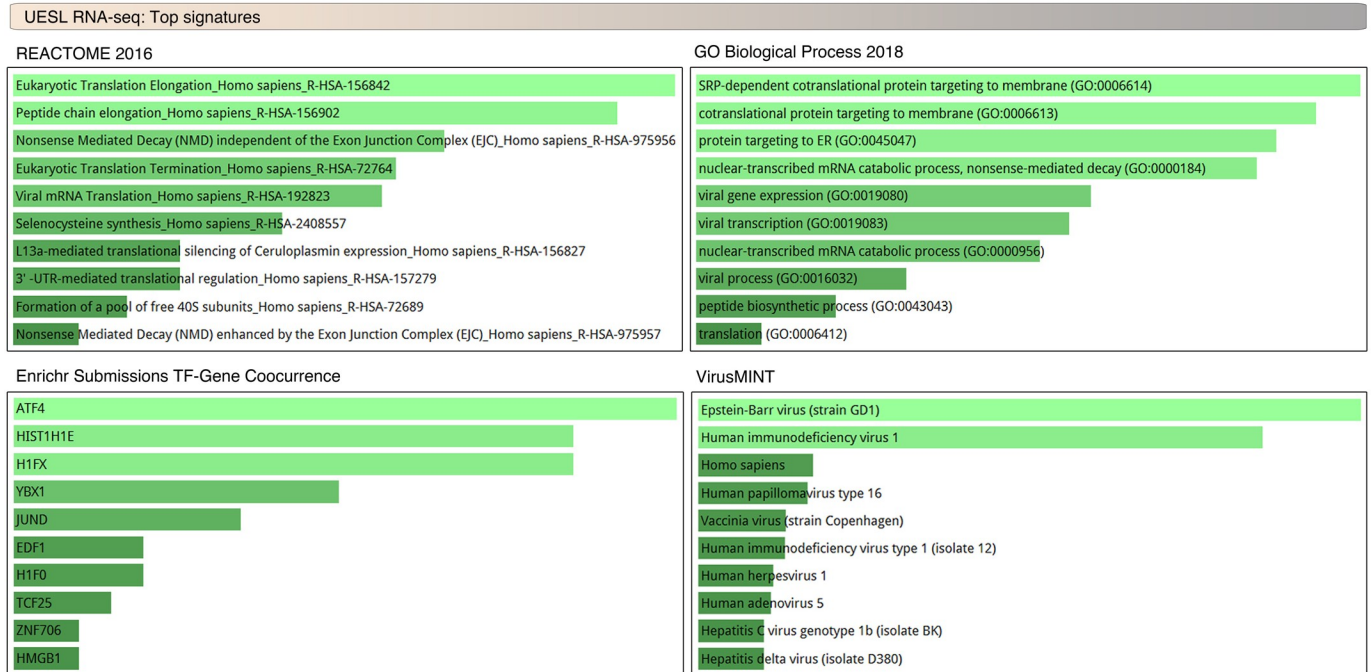 UESL RNA-seq: Top signatures
REACTOME 2016
Eukaryotic Translation Elongation_Homo sapiens_R-HSA-156842
Peptide chain elongation_Homo sapiens_R-HSA-156902
Nonsense Mediated Decay (NMD) independent of the Exon Junction Complex (EJC)_Homo sapiens_R-HSA-975956
Eukaryotic Translation Termination_Homo sapiens_R-HSA-72764
Viral mRNA Translation_Homo sapiens_R-HSA-192823
Selenocysteine synthesis_Homo sapiens_R-HSA-2408557
L13a-mediated translational silencing of Ceruloplasmin expression_Homo sapiens_R-HSA-156827
3' -UTR-mediated translational regulation_Homo sapiens_R-HSA-157279
Formation of a pool of free 40S subunits_Homo sapiens_R-HSA-72689
Nonsense Mediated Decay (NMD) enhanced by the Exon Junction Complex (EJC)_Homo sapiens_R-HSA-975957
GO Biological Process 2018
SRP-dependent cotranslational protein targeting to membrane (GO:0006614)
cotranslational protein targeting to membrane (GO:0006613)
protein targeting to ER (GO:0045047)
nuclear-transcribed mRNA catabolic process, nonsense-mediated decay (GO:0000184)
viral gene expression (GO:0019080)
viral transcription (GO:0019083)
nuclear-transcribed mRNA catabolic process (GO:0000956)
viral process (GO:0016032)
peptide biosynthetic process (GO:0043043)
translation (GO:0006412)
Enrichr Submissions TF-Gene Coocurrence
ATF4
HIST1H1E
H1FX
YBX1
JUND
EDF1
H1F0
TCF25
ZNF706
HMGB1
VirusMINT
Epstein-Barr virus (strain GD1)
Human immunodeficiency virus 1
Homo sapiens
Human papillomavirus type 16
Vaccinia virus (strain Copenhagen)
Human immunodeficiency virus type 1 (isolate 12)
Human herpesvirus 1
Human adenovirus 5
Hepatitis C virus genotype 1b (isolate BK)
Hepatitis delta virus (isolate D380)